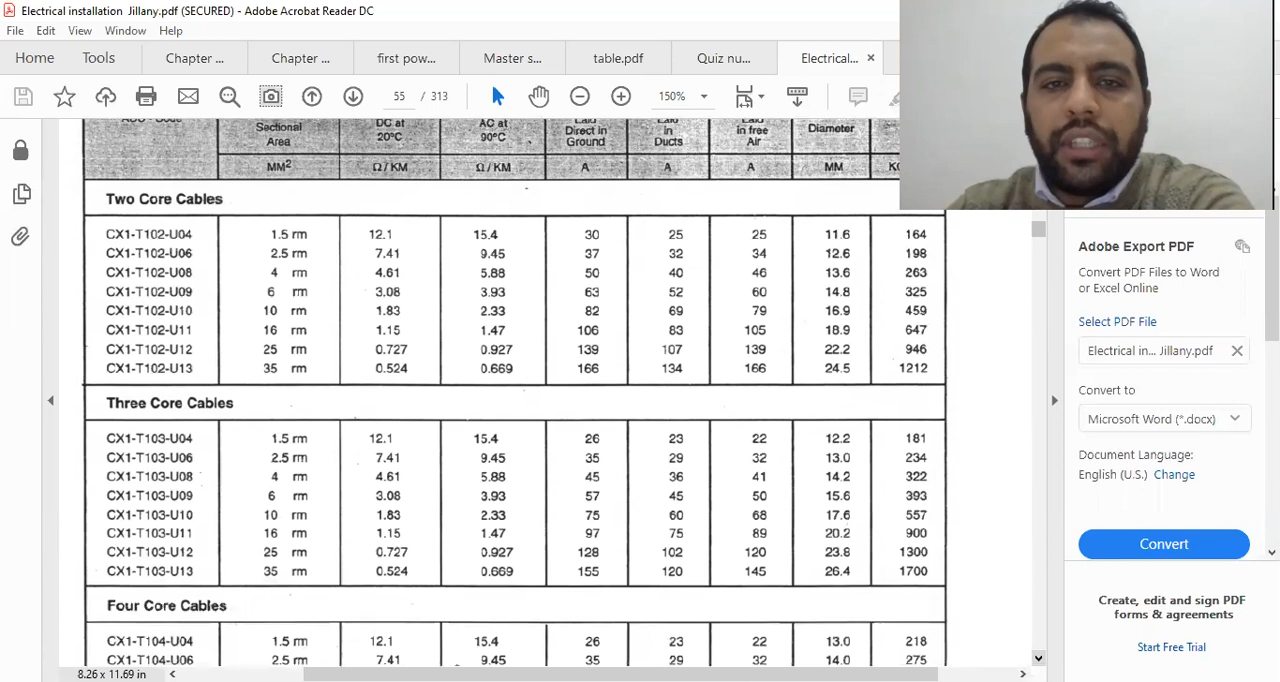 Electrical installation Jillany.pdf (SECURED) - Adobe Acrobat Reader DC
File Edit View Window Help
Home Tools Chapter ... Chapter ... first pow... Master s... table.pdf Quiz nu... Electrical... ×
55 / 313 150%
Sectional Area DC at 20°C AC at 90°C Laid Direct in Ground Laid in Ducts Laid in free Air Diameter
MM2 Ω/KM Ω/KM A A A MM
Two Core Cables
CX1-T102-U04 1.5 rm 12.1 15.4 30 25 25 11.6 164
CX1-T102-U06 2.5 rm 7.41 9.45 37 32 34 12.6 198
CX1-T102-U08 4 rm 4.61 5.88 50 40 46 13.6 263
CX1-T102-U09 6 rm 3.08 3.93 63 52 60 14.8 325
CX1-T102-U10 10 rm 1.83 2.33 82 69 79 16.9 459
CX1-T102-U11 16 rm 1.15 1.47 106 83 105 18.9 647
CX1-T102-U12 25 rm 0.727 0.927 139 107 139 22.2 946
CX1-T102-U13 35 rm 0.524 0.669 166 134 166 24.5 1212
Three Core Cables
CX1-T103-U04 1.5 rm 12.1 15.4 26 23 22 12.2 181
CX1-T103-U06 2.5 rm 7.41 9.45 35 29 32 13.0 234
CX1-T103-U08 4 rm 4.61 5.88 45 36 41 14.2 322
CX1-T103-U09 6 rm 3.08 3.93 57 45 50 15.6 393
CX1-T103-U10 10 rm 1.83 2.33 75 60 68 17.6 557
CX1-T103-U11 16 rm 1.15 1.47 97 75 89 20.2 900
CX1-T103-U12 25 rm 0.727 0.927 128 102 120 23.8 1300
CX1-T103-U13 35 rm 0.524 0.669 155 120 145 26.4 1700
Four Core Cables
CX1-T104-U04 1.5 rm 12.1 15.4 26 23 22 13.0 218
CX1-T104-U06 2.5 rm 7.41 9.45 35 29 32 14.0 275
8.26 x 11.69 in
Adobe Export PDF
Convert PDF Files to Word
or Excel Online
Select PDF File
Electrical in... Jillany.pdf
Convert to
Microsoft Word (*.docx)
Document Language:
English (U.S.) Change
Convert
Create, edit and sign PDF
forms & agreements
Start Free Trial